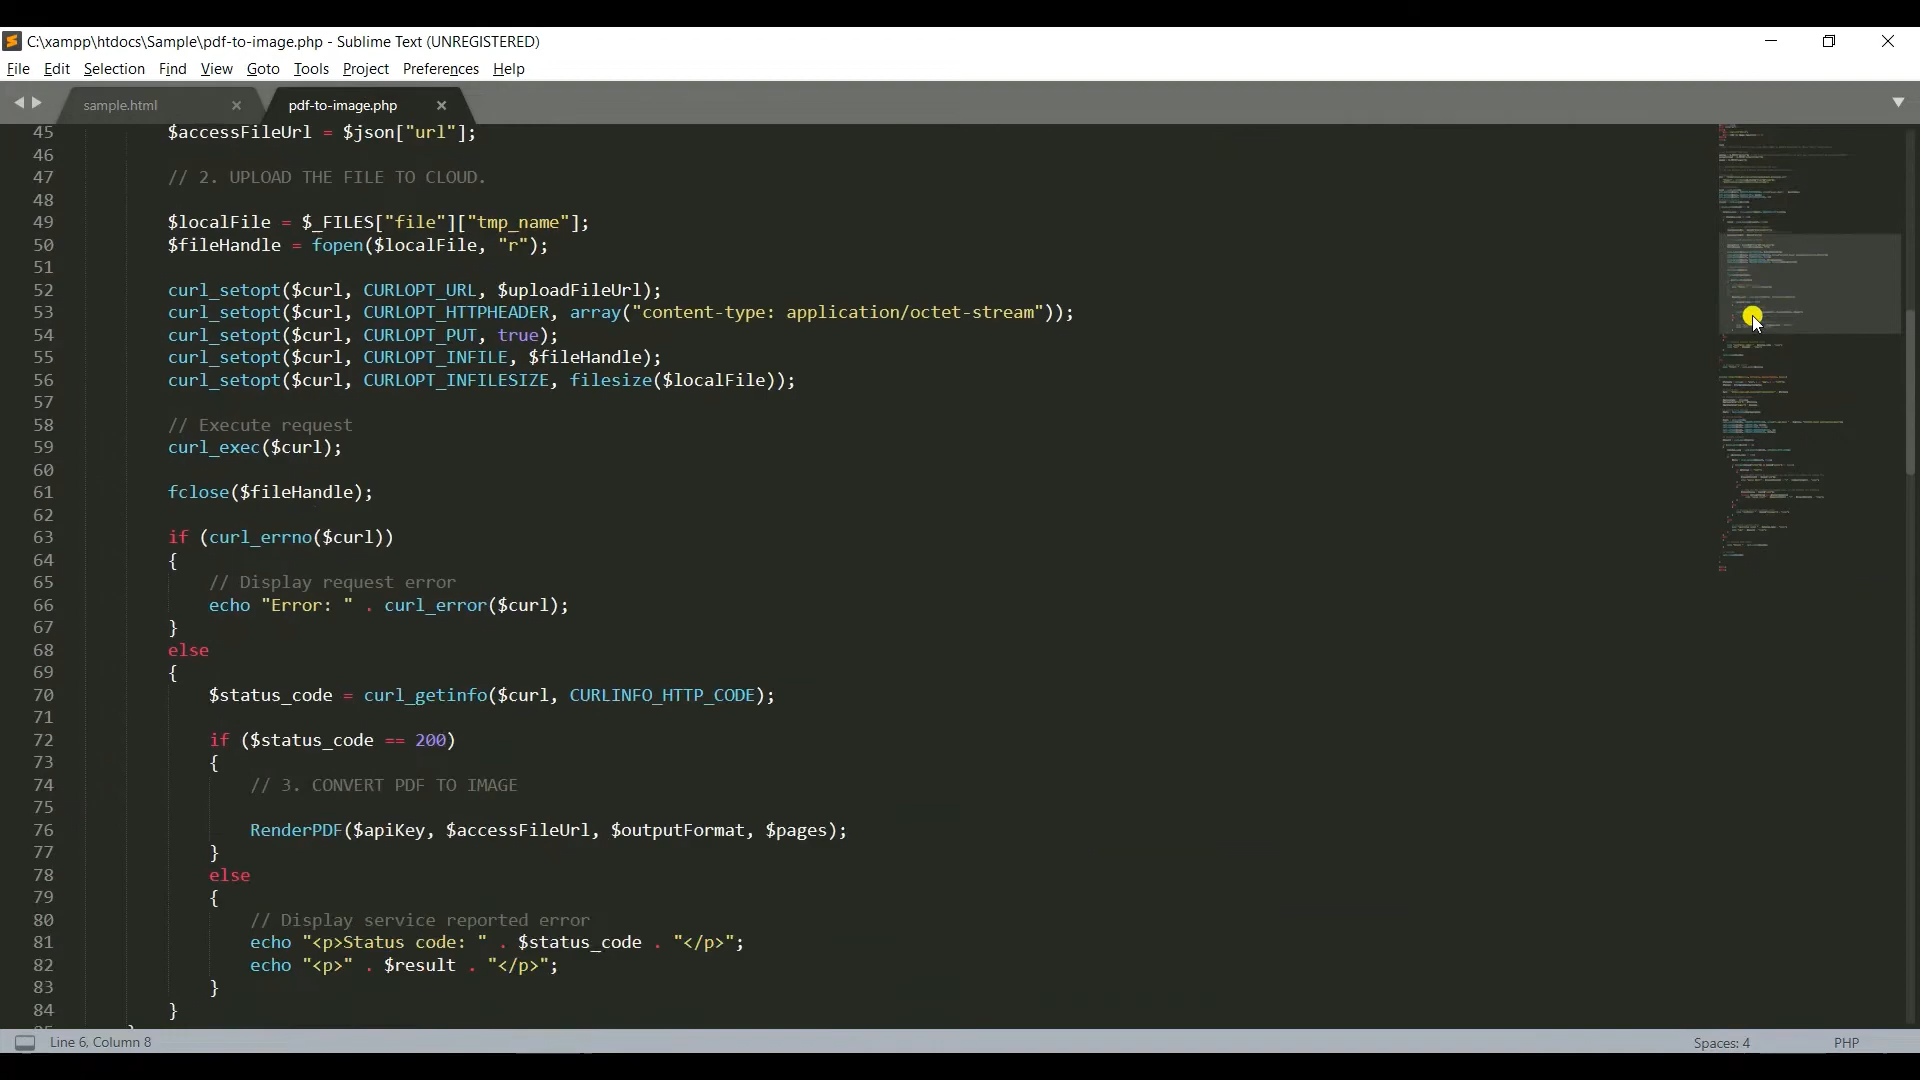 C:\xampp\htdocs\Sample\pdf-to-image.php - Sublime Text (UNREGISTERED)
File Edit Selection Find View Goto Tools Project Preferences Help
sample.html
pdf-to-image.php
45 $accessFileUrl = $json["url"];
46
47 // 2. UPLOAD THE FILE TO CLOUD.
48
49 $localFile = $_FILES["file"]["tmp_name"];
50 $fileHandle = fopen($localFile, "r");
51
52 curl_setopt($curl, CURLOPT_URL, $uploadFileUrl);
53 curl_setopt($curl, CURLOPT_HTTPHEADER, array("content-type: application/octet-stream"));
54 curl_setopt($curl, CURLOPT_PUT, true);
55 curl_setopt($curl, CURLOPT_INFILE, $fileHandle);
56 curl_setopt($curl, CURLOPT_INFILESIZE, filesize($localFile));
57
58 // Execute request
59 curl_exec($curl);
60
61 fclose($fileHandle);
62
63 if (curl_errno($curl))
64 {
65 // Display request error
66 echo "Error: " . curl_error($curl);
67 }
68 else
69 {
70 $status_code = curl_getinfo($curl, CURLINFO_HTTP_CODE);
71
72 if ($status_code == 200)
73 {
74 // 3. CONVERT PDF TO IMAGE
75
76 RenderPDF($apiKey, $accessFileUrl, $outputFormat, $pages);
77 }
78 else
79 {
80 // Display service reported error
81 echo "<p>Status code: " . $status_code . "</p>";
82 echo "<p>" . $result . "</p>";
83 }
84 }
Line 6, Column 8
Spaces: 4
PHP